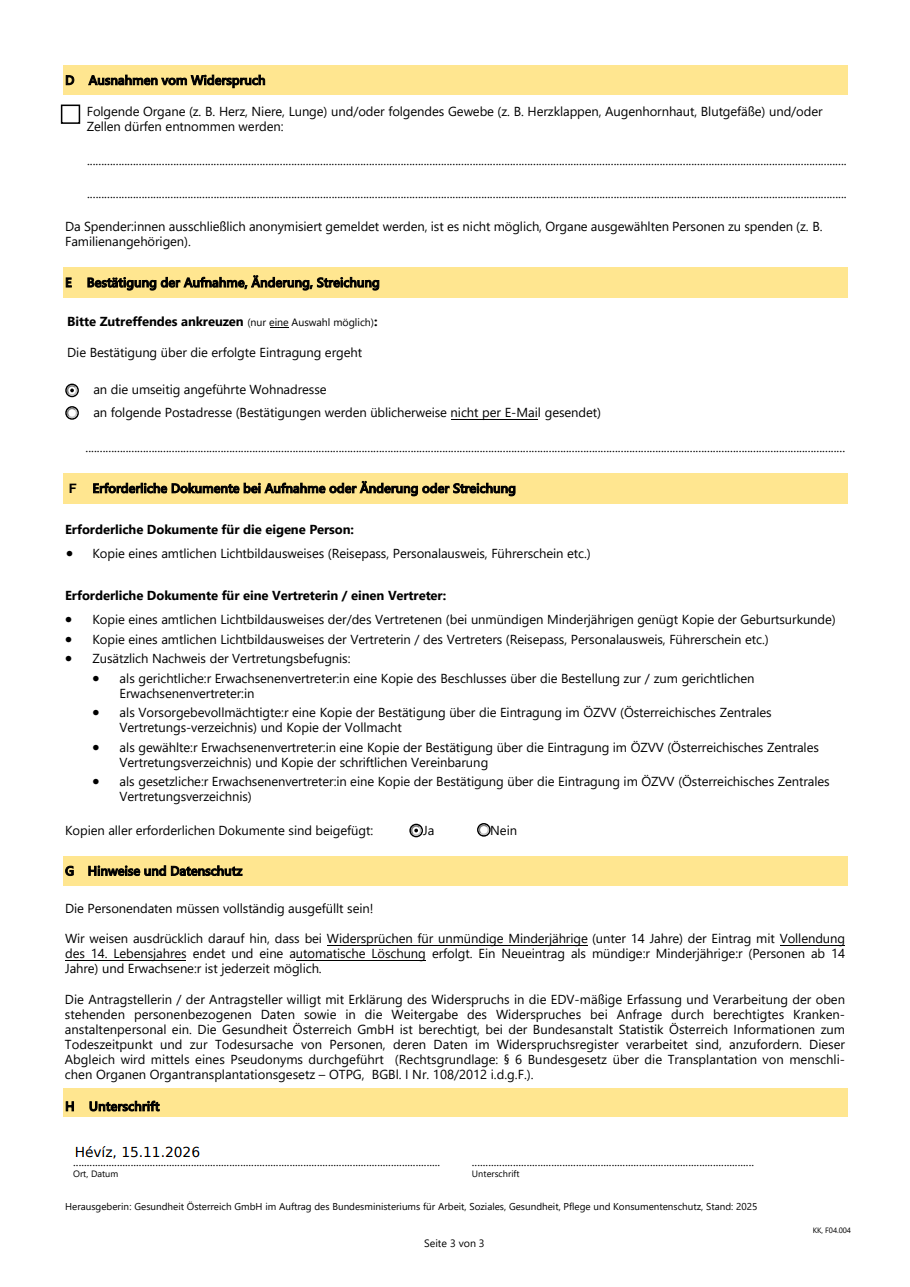 D Ausnahmen vom Widerspruch
Folgende Organe (z. B. Herz, Niere, Lunge) und/oder folgendes Gewebe (z. B. Herzklappen, Augenhornhaut, Blutgefäße) und/oder
Zellen dürfen entnommen werden:
Da Spender:innen ausschließlich anonymisiert gemeldet werden, ist es nicht möglich, Organe ausgewählten Personen zu spenden (z. B.
Familienangehörigen).
E Bestätigung der Aufnahme, Änderung, Streichung
Bitte Zutreffendes ankreuzen (nur eine Auswahl möglich):
Die Bestätigung über die erfolgte Eintragung ergeht
an die umseitig angeführte Wohnadresse
an folgende Postadresse (Bestätigungen werden üblicherweise nicht per E-Mail gesendet)
F Erforderliche Dokumente bei Aufnahme oder Änderung oder Streichung
Erforderliche Dokumente für die eigene Person:
• Kopie eines amtlichen Lichtbildausweises (Reisepass, Personalausweis, Führerschein etc.)
Erforderliche Dokumente für eine Vertreterin / einen Vertreter:
• Kopie eines amtlichen Lichtbildausweises der/des Vertretenen (bei unmündigen Minderjährigen genügt Kopie der Geburtsurkunde)
• Kopie eines amtlichen Lichtbildausweises der Vertreterin / des Vertreters (Reisepass, Personalausweis, Führerschein etc.)
• Zusätzlich Nachweis der Vertretungsbefugnis:
• als gerichtliche:r Erwachsenenvertreter:in eine Kopie des Beschlusses über die Bestellung zur / zum gerichtlichen
Erwachsenenvertreter:in
• als Vorsorgebevollmächtigte:r eine Kopie der Bestätigung über die Eintragung im ÖZVV (Österreichisches Zentrales
Vertretungs-verzeichnis) und Kopie der Vollmacht
• als gewählte:r Erwachsenenvertreter:in eine Kopie der Bestätigung über die Eintragung im ÖZVV (Österreichisches Zentrales
Vertretungsverzeichnis) und Kopie der schriftlichen Vereinbarung
• als gesetzliche:r Erwachsenenvertreter:in eine Kopie der Bestätigung über die Eintragung im ÖZVV (Österreichisches Zentrales
Vertretungsverzeichnis)
Kopien aller erforderlichen Dokumente sind beigefügt: Ja Nein
G Hinweise und Datenschutz
Die Personendaten müssen vollständig ausgefüllt sein!
Wir weisen ausdrücklich darauf hin, dass bei Widersprüchen für unmündige Minderjährige (unter 14 Jahre) der Eintrag mit Vollendung
des 14. Lebensjahres endet und eine automatische Löschung erfolgt. Ein Neueintrag als mündige:r Minderjährige:r (Personen ab 14
Jahre) und Erwachsene:r ist jederzeit möglich.
Die Antragstellerin / der Antragsteller willigt mit Erklärung des Widerspruchs in die EDV-mäßige Erfassung und Verarbeitung der oben
stehenden personenbezogenen Daten sowie in die Weitergabe des Widerspruches bei Anfrage durch berechtigtes Kranken-
anstaltenpersonal ein. Die Gesundheit Österreich GmbH ist berechtigt, bei der Bundesanstalt Statistik Österreich Informationen zum
Todeszeitpunkt und zur Todesursache von Personen, deren Daten im Widerspruchsregister verarbeitet sind, anzufordern. Dieser
Abgleich wird mittels eines Pseudonyms durchgeführt (Rechtsgrundlage: § 6 Bundesgesetz über die Transplantation von menschli-
chen Organen Organtransplantationsgesetz – OTPG, BGBl. I Nr. 108/2012 i.d.g.F.).
H Unterschrift
Hévíz, 15.11.2026
Ort, Datum Unterschrift
Herausgeberin: Gesundheit Österreich GmbH im Auftrag des Bundesministeriums für Arbeit, Soziales, Gesundheit, Pflege und Konsumentenschutz, Stand: 2025
KK, F04.004
Seite 3 von 3